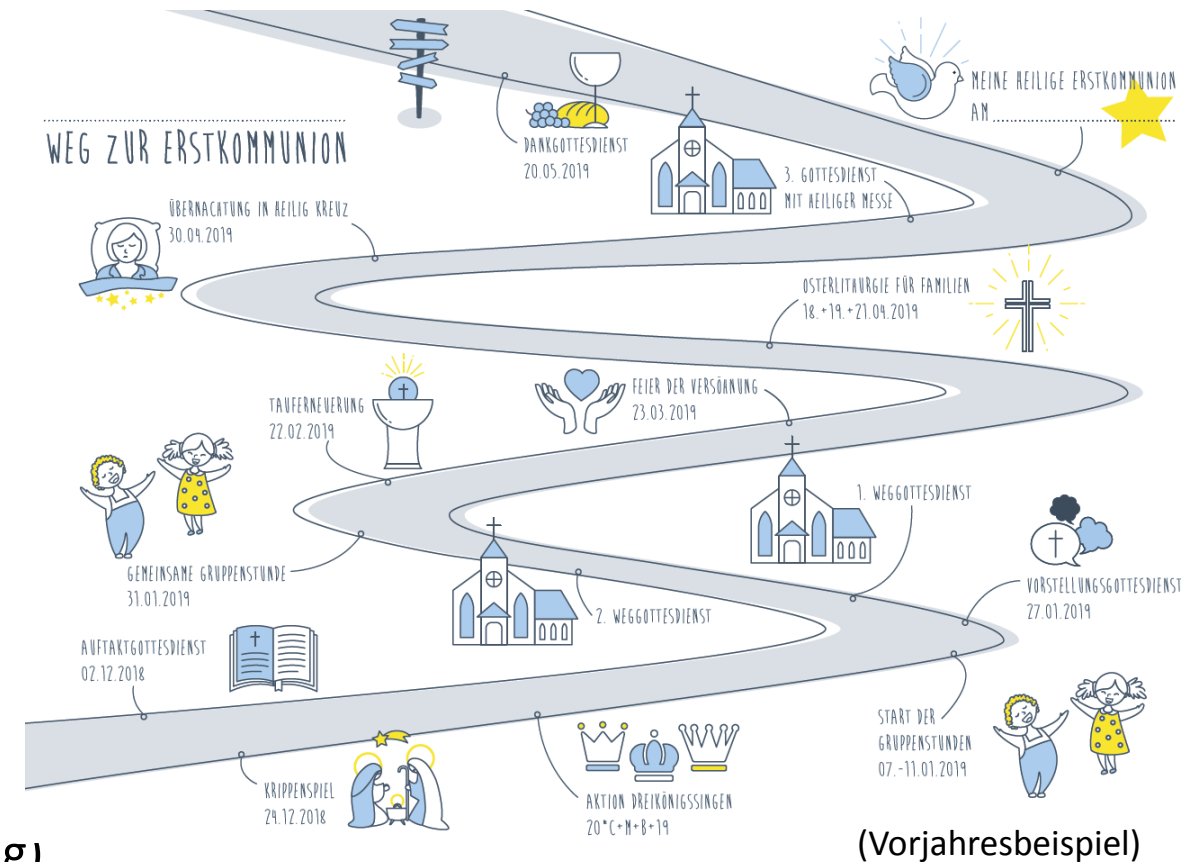 WEG ZUR ERSTKOMMUNION
MEINE HEILIGE ERSTKOMMUNION
AM
DANKGOTTESDIENST
20.05.2019
3. GOTTESDIENST
MIT HEILIGER MESSE
ÜBERNACHTUNG IN HEILIG KREUZ
30.04.2019
OSTERLITHURGIE FÜR FAMILIEN
18.+19.+21.04.2019
FEIER DER VERSÖHNUNG
23.03.2019
TAUFERNEUERUNG
22.02.2019
1. WEGGOTTESDIENST
GEMEINSAME GRUPPENSTUNDE
31.01.2019
VORSTELLUNGSGOTTESDIENST
27.01.2019
2. WEGGOTTESDIENST
AUFTAKTGOTTESDIENST
02.12.2018
START DER
GRUPPENSTUNDEN
07.-11.01.2019
KRIPPENSPIEL
24.12.2018
AKTION DREIKÖNIGSSINGEN
20*C+M+B+19
(Vorjahresbeispiel)